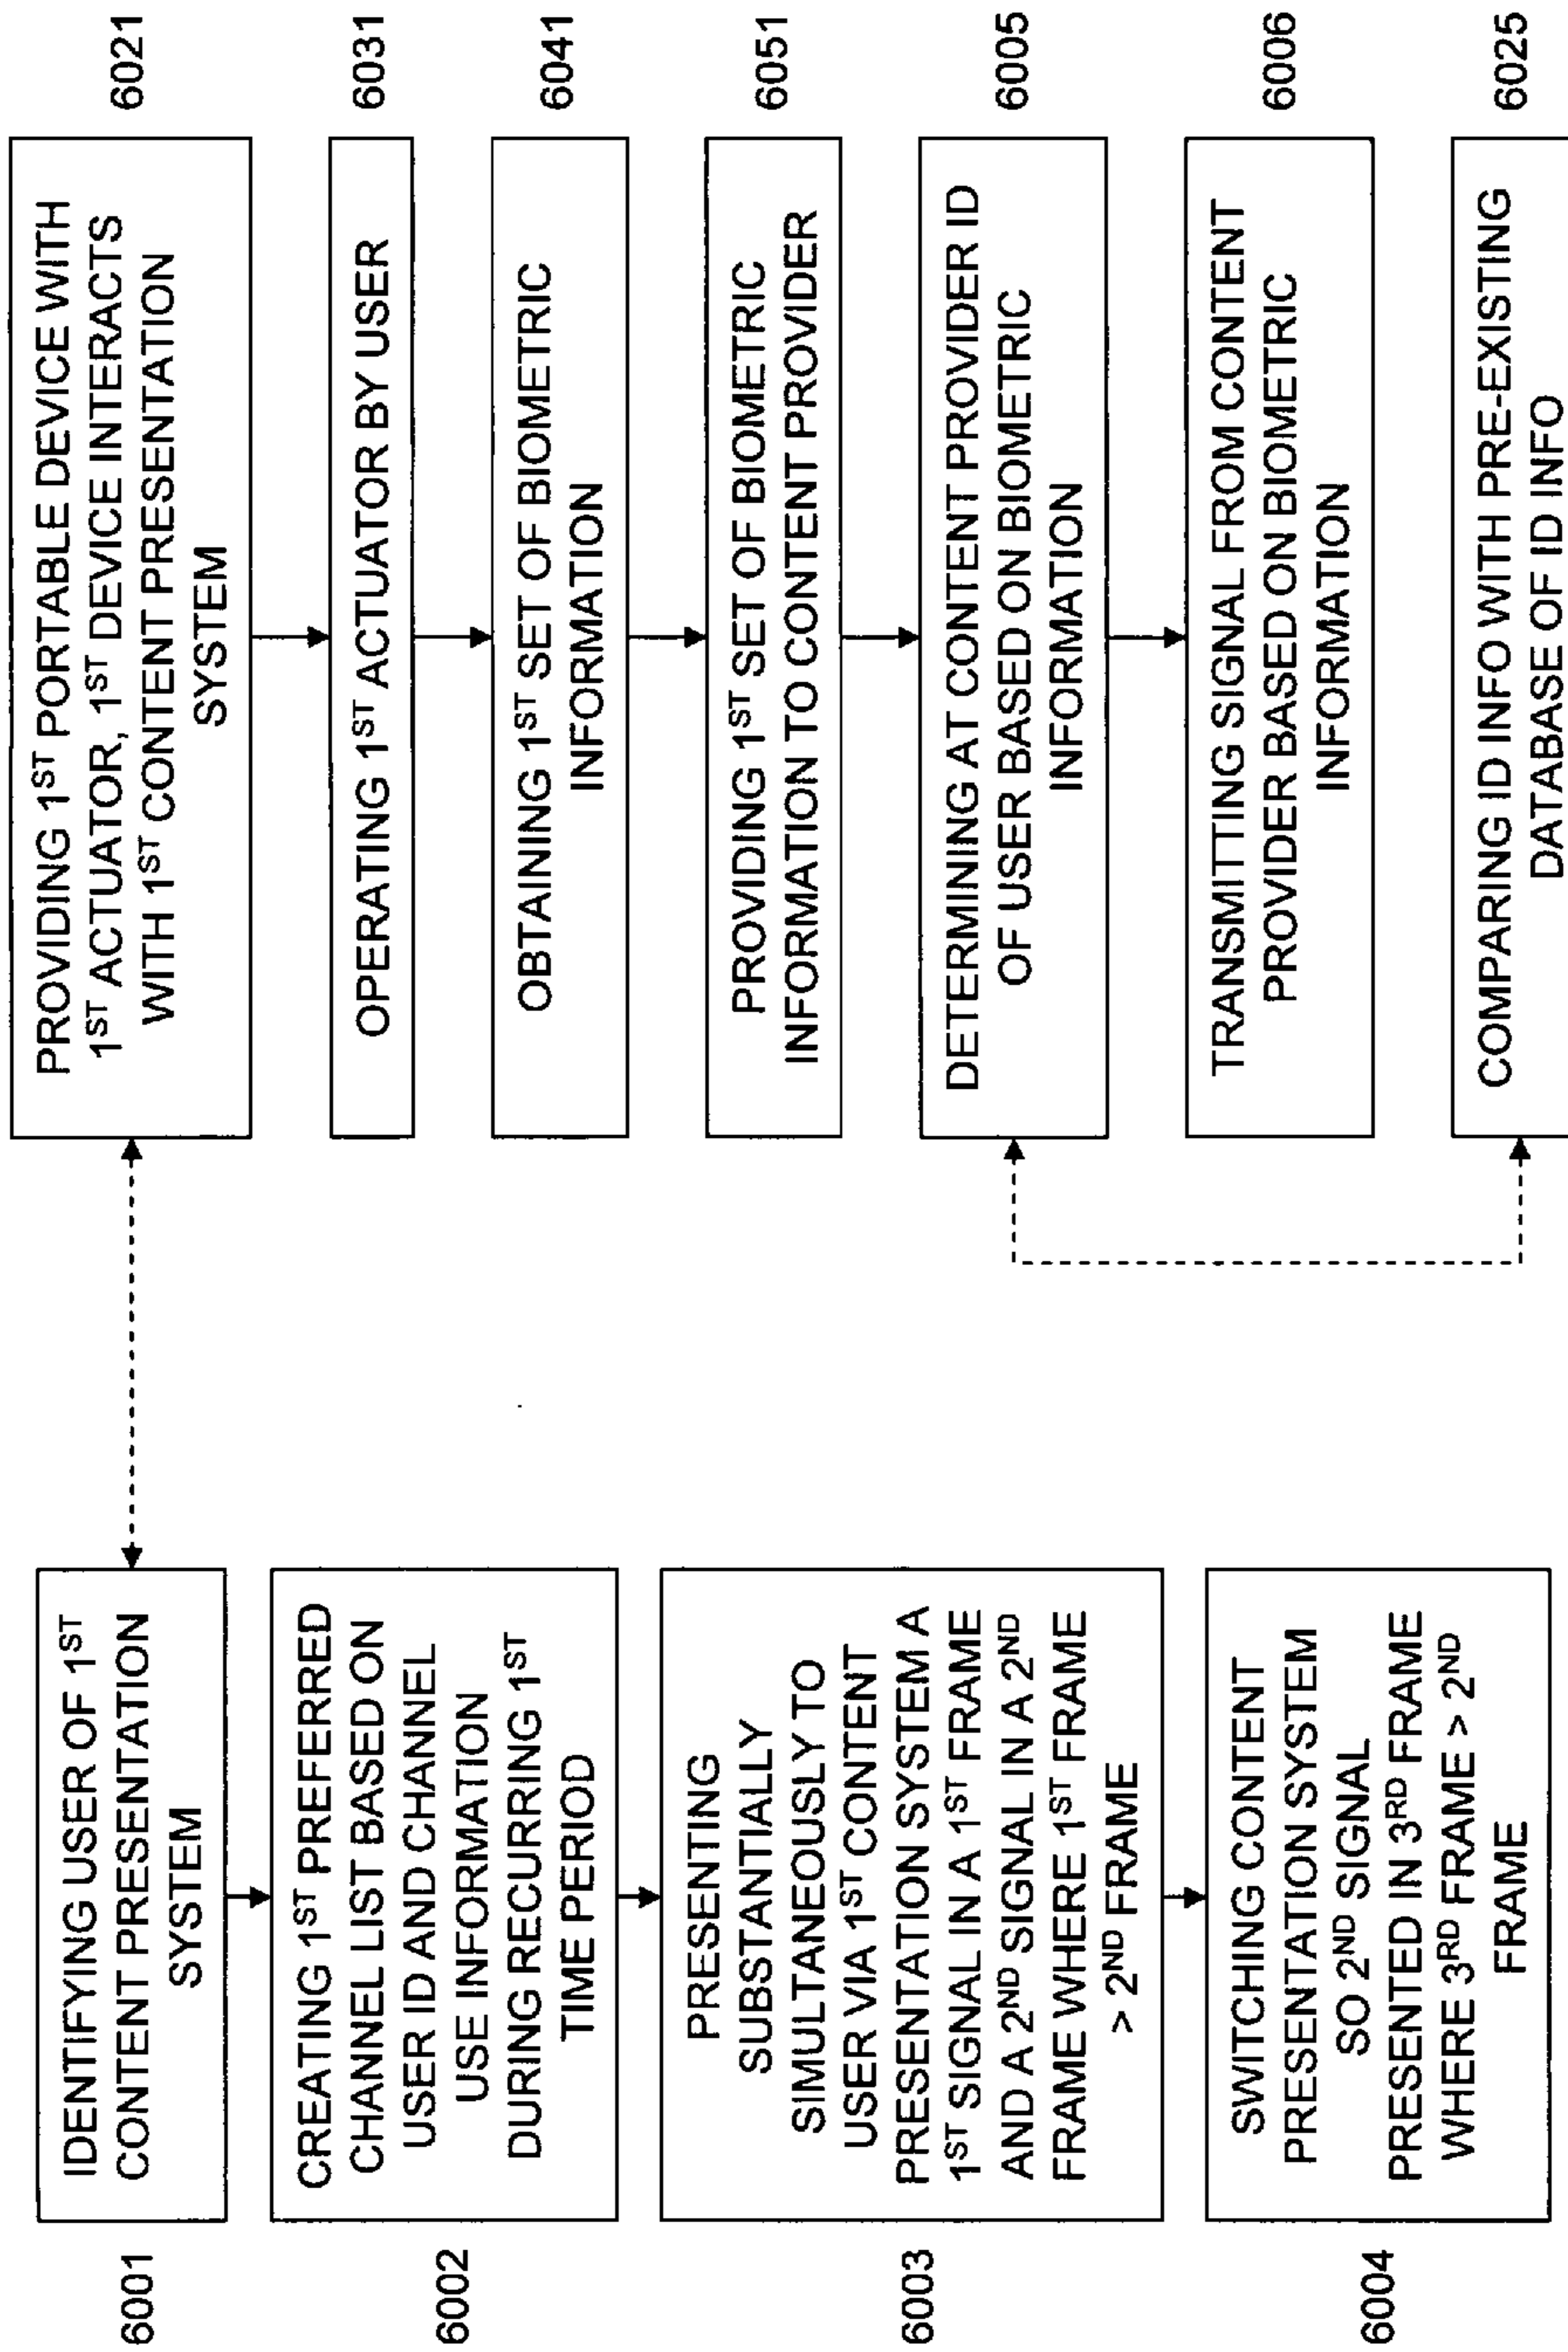 6001
IDENTIFYING USER OF 1ST
CONTENT PRESENTATION
SYSTEM
6002
CREATING 1ST PREFERRED
CHANNEL LIST BASED ON
USER ID AND CHANNEL
USE INFORMATION
DURING RECURRING 1ST
TIME PERIOD
6003
PRESENTING
SUBSTANTIALLY
SIMULTANEOUSLY TO
USER VIA 1ST CONTENT
PRESENTATION SYSTEM A
1ST SIGNAL IN A 1ST FRAME
AND A 2ND SIGNAL IN A 2ND
FRAME WHERE 1ST FRAME
> 2ND FRAME
6004
SWITCHING CONTENT
PRESENTATION SYSTEM
SO 2ND SIGNAL
PRESENTED IN 3RD FRAME
WHERE 3RD FRAME > 2ND
FRAME
PROVIDING 1ST PORTABLE DEVICE WITH
1ST ACTUATOR, 1ST DEVICE INTERACTS
WITH 1ST CONTENT PRESENTATION
SYSTEM
6021
OPERATING 1ST ACTUATOR BY USER
6031
OBTAINING 1ST SET OF BIOMETRIC
INFORMATION
6041
PROVIDING 1ST SET OF BIOMETRIC
INFORMATION TO CONTENT PROVIDER
6051
DETERMINING AT CONTENT PROVIDER ID
OF USER BASED ON BIOMETRIC
INFORMATION
6005
TRANSMITTING SIGNAL FROM CONTENT
PROVIDER BASED ON BIOMETRIC
INFORMATION
6006
COMPARING ID INFO WITH PRE-EXISTING
DATABASE OF ID INFO
6025